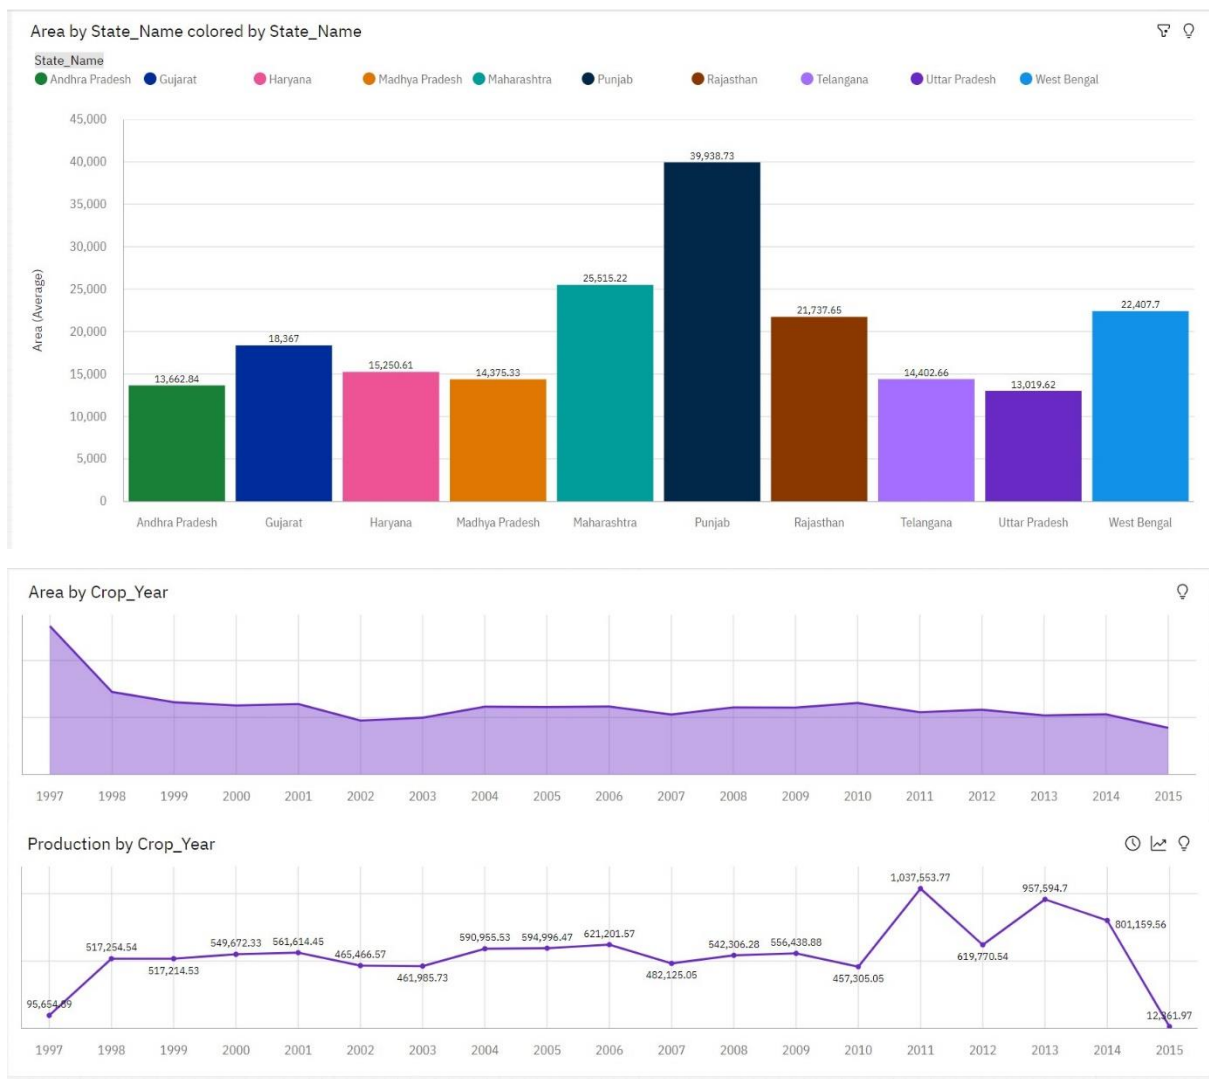 Area by State_Name colored by State_Name
State_Name
Andhra Pradesh Gujarat Haryana Madhya Pradesh Maharashtra Punjab Rajasthan Telangana Uttar Pradesh West Bengal
45,000
40,000
35,000
30,000
25,000
20,000
15,000
10,000
5,000
0
Area (Average)
13,662.84 18,367 15,250.61 14,375.33 25,515.22 39,938.73 21,737.65 14,402.66 13,019.62 22,407.7
Andhra Pradesh Gujarat Haryana Madhya Pradesh Maharashtra Punjab Rajasthan Telangana Uttar Pradesh West Bengal
Area by Crop_Year
1997 1998 1999 2000 2001 2002 2003 2004 2005 2006 2007 2008 2009 2010 2011 2012 2013 2014 2015
Production by Crop_Year
95,654.89 517,254.54 517,214.53 549,672.33 561,614.45 465,466.57 461,985.73 590,955.53 594,996.47 621,201.57 482,125.05 542,306.28 556,438.88 457,305.05 1,037,553.77 619,770.54 957,594.7 801,159.56 12,361.97
1997 1998 1999 2000 2001 2002 2003 2004 2005 2006 2007 2008 2009 2010 2011 2012 2013 2014 2015